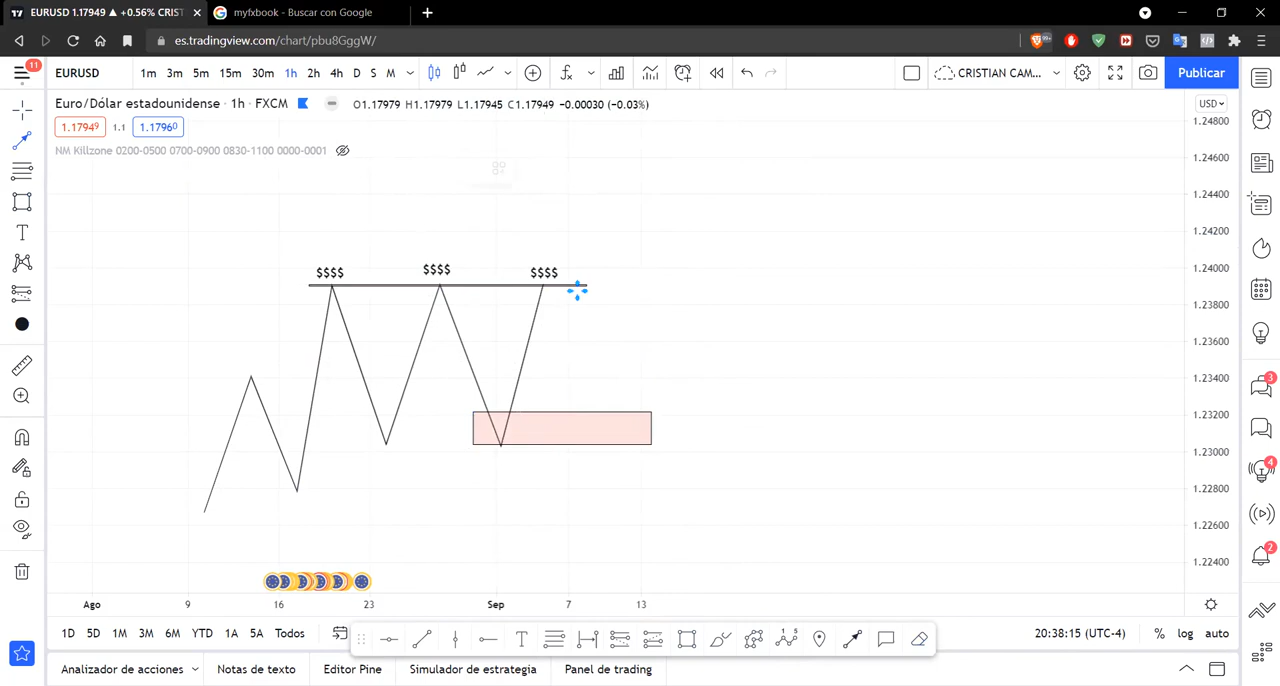 EURUSD 1.17949 ▲ +0.56% CRIST
myfxbook - Buscar con Google
es.tradingview.com/chart/pbu8GggW/
99+
11
EURUSD 1m 3m 5m 15m 30m 1h 2h 4h D S M
CRISTIAN CAM...
Publicar
Euro/Dólar estadounidense · 1h · FXCM
O1.17979 H1.17979 L1.17945 C1.17949 −0.00030 (−0.03%)
USD
1.17949 1.1 1.17960
NM Killzone 0200-0500 0700-0900 0830-1100 0000-0001
1.24800
1.24600
1.24400
1.24200
1.24000
1.23800
1.23600
1.23400
1.23200
1.23000
1.22800
1.22600
1.22400
$$$$ $$$$ $$$$
3
4
2
Ago 9 16 23 Sep 7 13
1D 5D 1M 3M 6M YTD 1A 5A Todos
20:38:15 (UTC-4) % log auto
Analizador de acciones Notas de texto Editor Pine Simulador de estrategia Panel de trading